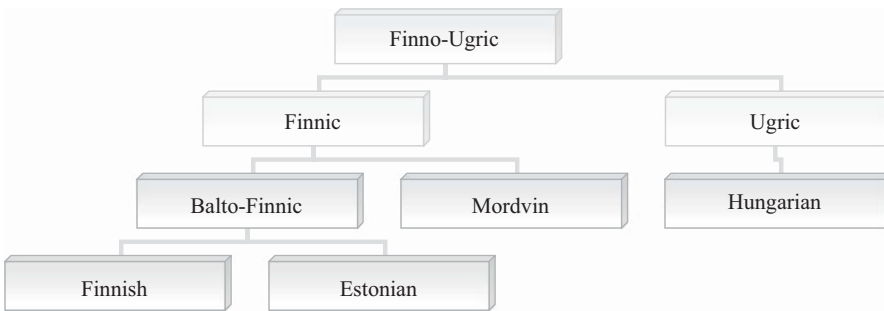 Finno-Ugric
Finnic
Ugric
Balto-Finnic
Mordvin
Hungarian
Finnish
Estonian